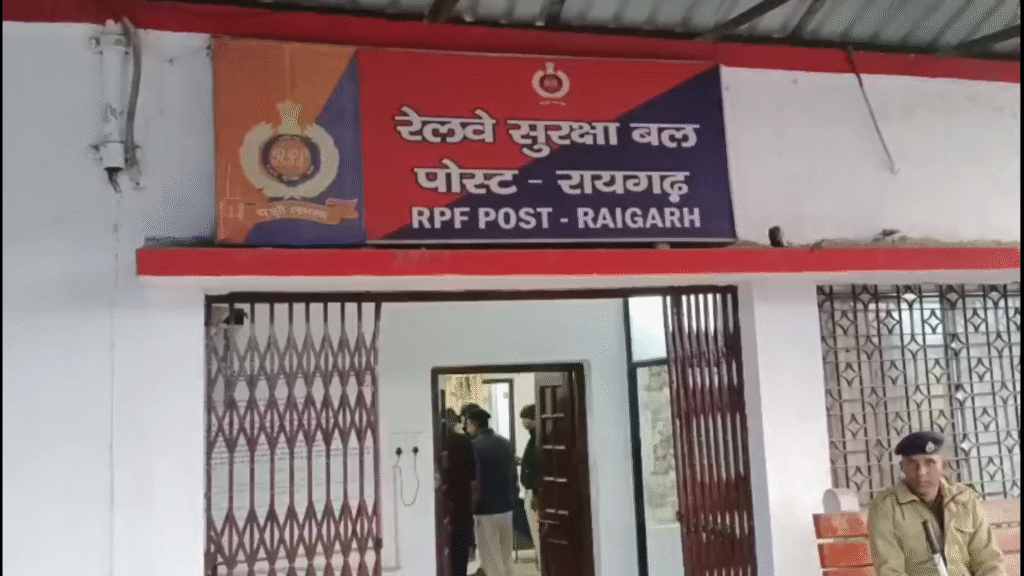 रेलवे सुरक्षा बल
पोस्ट - रायगढ़
RPF POST - RAIGARH